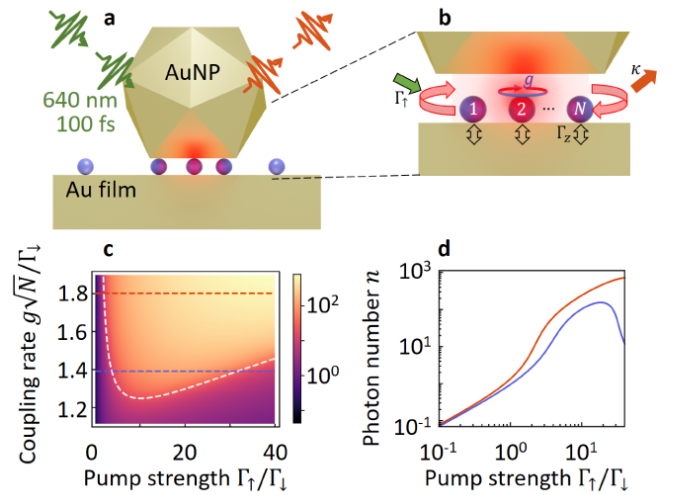 a
AuNP
640 nm
100 fs
Au film
b
g
κ
Γ↑
1
2
...
N
Γz
c
Coupling rate g√N/Γ↓
1.8
1.6
1.4
1.2
0
20
40
Pump strength Γ↑/Γ↓
10²
10⁰
d
Photon number n
10³
10¹
10⁻¹
10⁻¹
10⁰
10¹
Pump strength Γ↑/Γ↓